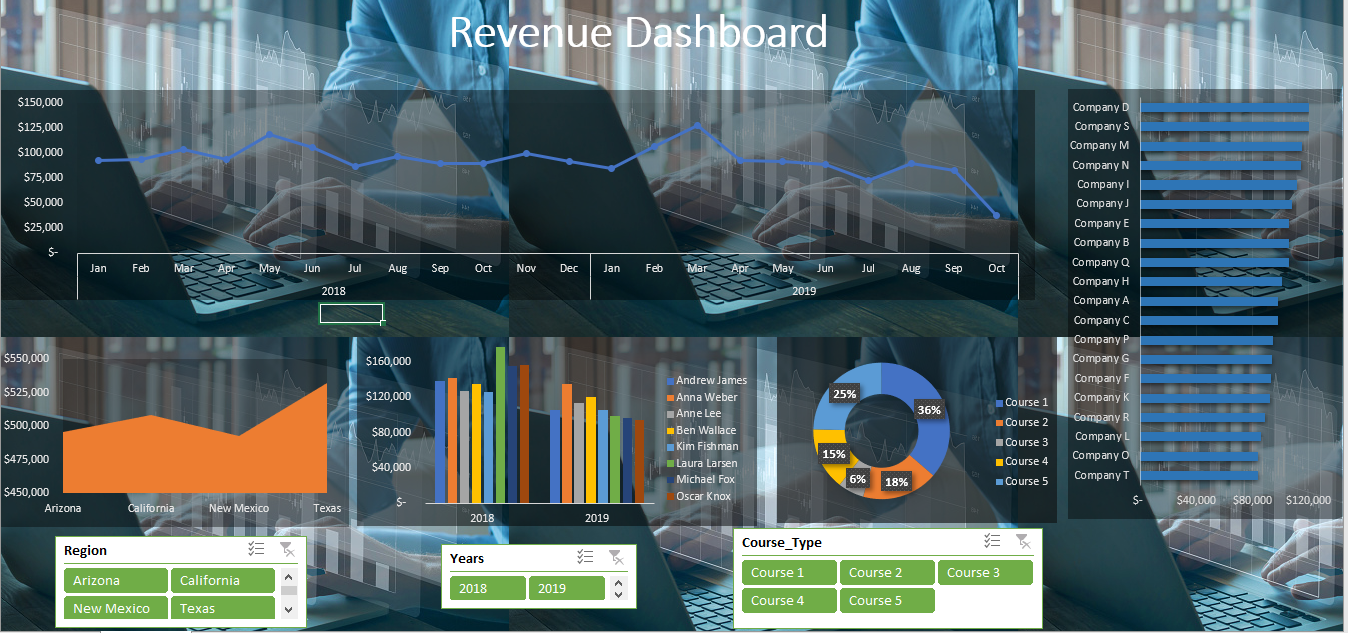 Revenue Dashboard
$150,000
$125,000
$100,000
$75,000
$50,000
$25,000
$-
Jan Feb Mar Apr May Jun Jul Aug Sep Oct Nov Dec Jan Feb Mar Apr May Jun Jul Aug Sep Oct
2018 2019
Company D
Company S
Company M
Company N
Company I
Company J
Company E
Company B
Company Q
Company H
Company A
Company C
Company P
Company G
Company F
Company K
Company R
Company L
Company O
Company T
$- $40,000 $80,000 $120,000
$550,000
$525,000
$500,000
$475,000
$450,000
Arizona California New Mexico Texas
$160,000
$120,000
$80,000
$40,000
$-
2018 2019
Andrew James
Anna Weber
Anne Lee
Ben Wallace
Kim Fishman
Laura Larsen
Michael Fox
Oscar Knox
25%
36%
15%
6%
18%
Course 1
Course 2
Course 3
Course 4
Course 5
Region
Arizona California
New Mexico Texas
Years
2018 2019
Course_Type
Course 1 Course 2 Course 3
Course 4 Course 5